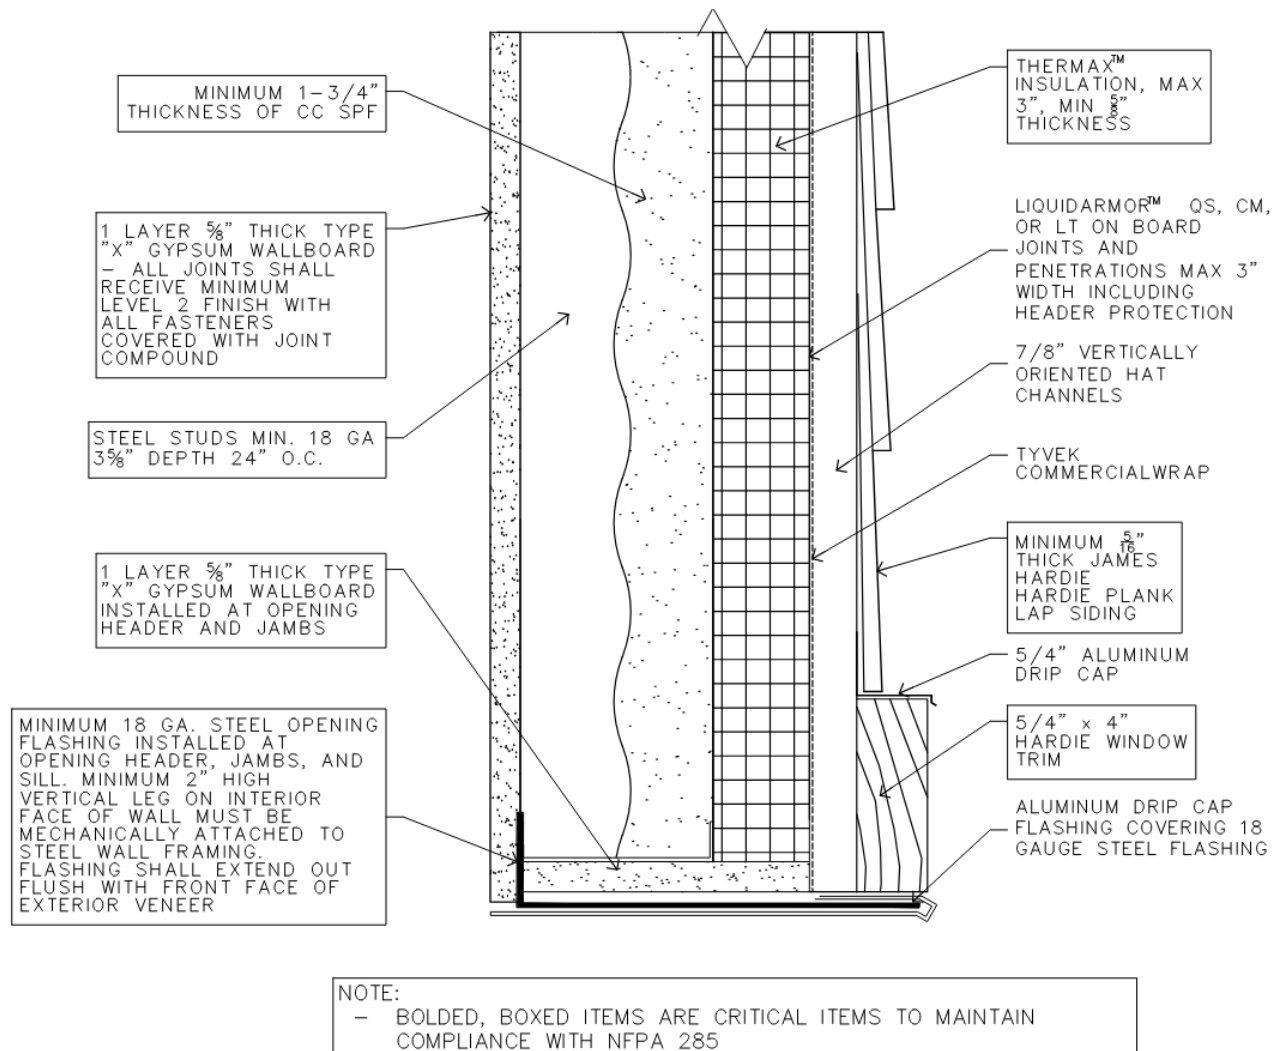 MINIMUM 1-3/4"
THICKNESS OF CC SPF
1 LAYER ⅝" THICK TYPE
"X" GYPSUM WALLBOARD
- ALL JOINTS SHALL
RECEIVE MINIMUM
LEVEL 2 FINISH WITH
ALL FASTENERS
COVERED WITH JOINT
COMPOUND
STEEL STUDS MIN. 18 GA
3⅝" DEPTH 24" O.C.
1 LAYER ⅝" THICK TYPE
"X" GYPSUM WALLBOARD
INSTALLED AT OPENING
HEADER AND JAMBS
MINIMUM 18 GA. STEEL OPENING
FLASHING INSTALLED AT
OPENING HEADER, JAMBS, AND
SILL. MINIMUM 2" HIGH
VERTICAL LEG ON INTERIOR
FACE OF WALL MUST BE
MECHANICALLY ATTACHED TO
STEEL WALL FRAMING.
FLASHING SHALL EXTEND OUT
FLUSH WITH FRONT FACE OF
EXTERIOR VENEER
THERMAX™
INSULATION, MAX
3", MIN ⅝"
THICKNESS
LIQUIDARMOR™ QS, CM,
OR LT ON BOARD
JOINTS AND
PENETRATIONS MAX 3"
WIDTH INCLUDING
HEADER PROTECTION
7/8" VERTICALLY
ORIENTED HAT
CHANNELS
TYVEK
COMMERCIALWRAP
MINIMUM 5/16"
THICK JAMES
HARDIE
HARDIE PLANK
LAP SIDING
5/4" ALUMINUM
DRIP CAP
5/4" x 4"
HARDIE WINDOW
TRIM
ALUMINUM DRIP CAP
FLASHING COVERING 18
GAUGE STEEL FLASHING
NOTE:
- BOLDED, BOXED ITEMS ARE CRITICAL ITEMS TO MAINTAIN
COMPLIANCE WITH NFPA 285